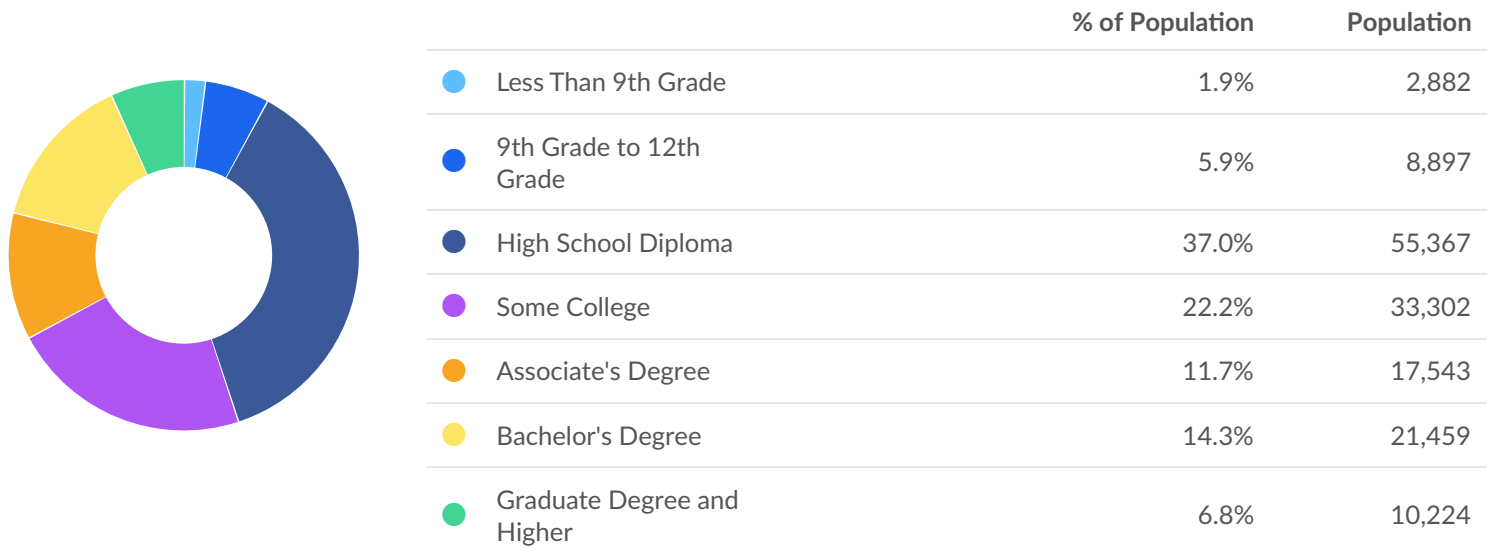 % of Population Population
Less Than 9th Grade 1.9% 2,882
9th Grade to 12th
Grade 5.9% 8,897
High School Diploma 37.0% 55,367
Some College 22.2% 33,302
Associate's Degree 11.7% 17,543
Bachelor's Degree 14.3% 21,459
Graduate Degree and
Higher 6.8% 10,224